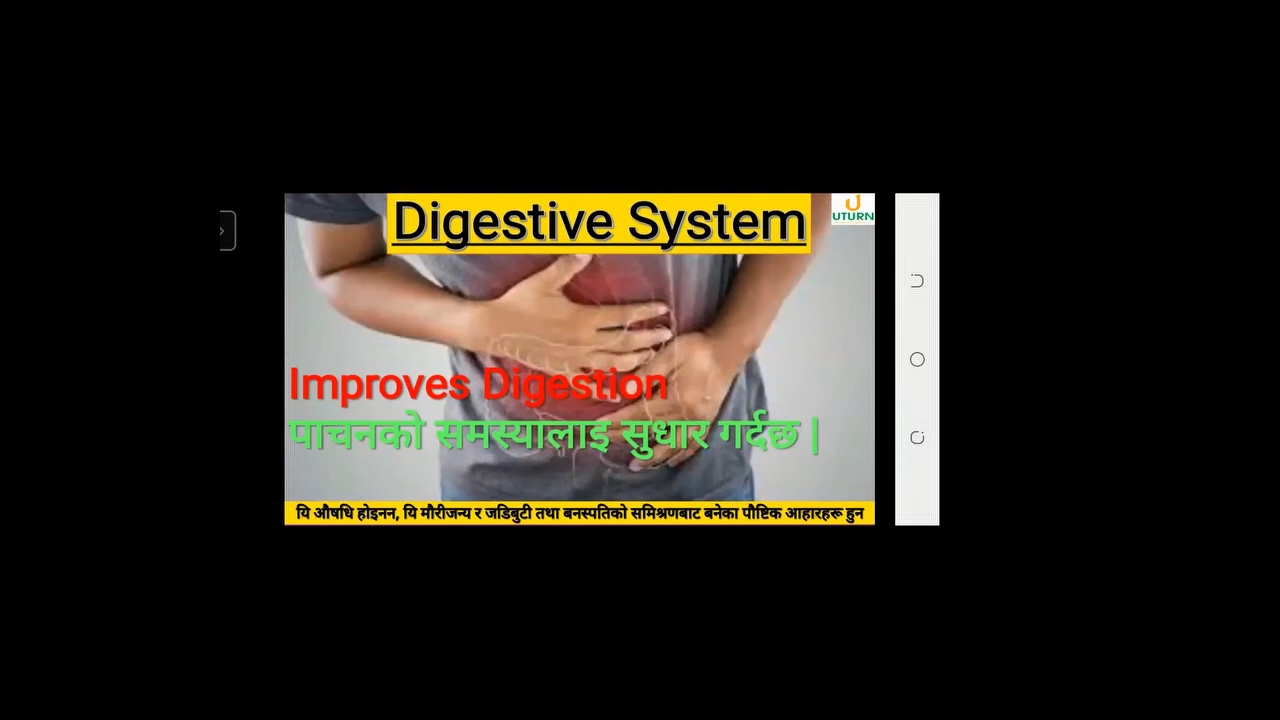 Digestive System
UTURN
Improves Digestion
पाचनको समस्यालाइ सुधार गर्दछ |
यि औषधि होइनन, यि मौरीजन्य र जडिबुटी तथा बनस्पतिको समिश्रणबाट बनेका पौष्टिक आहारहरू हुन